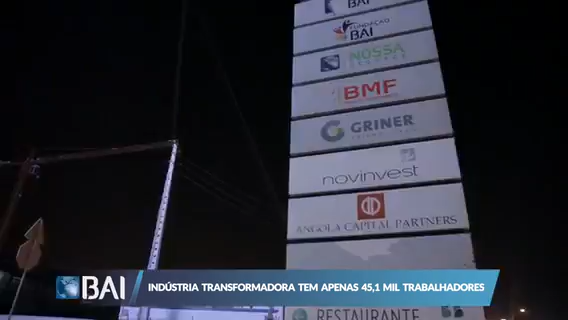 BAI
FUNDAÇÃO
BAI
NOSSA
SEGUROS
BMF
GRINER
novinvest
ANGOLA CAPITAL PARTNERS
BAI INDÚSTRIA TRANSFORMADORA TEM APENAS 45,1 MIL TRABALHADORES
RESTAURANTE